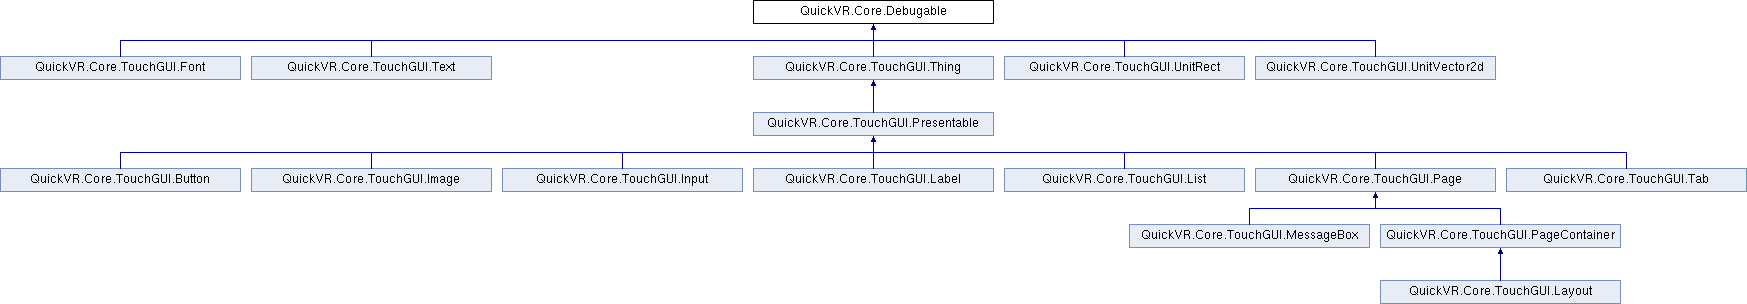 QuickVR.Core.Debugable
QuickVR.Core.TouchGUI.Font
QuickVR.Core.TouchGUI.Text
QuickVR.Core.TouchGUI.Thing
QuickVR.Core.TouchGUI.UnitRect
QuickVR.Core.TouchGUI.UnitVector2d
QuickVR.Core.TouchGUI.Presentable
QuickVR.Core.TouchGUI.Button
QuickVR.Core.TouchGUI.Image
QuickVR.Core.TouchGUI.Input
QuickVR.Core.TouchGUI.Label
QuickVR.Core.TouchGUI.List
QuickVR.Core.TouchGUI.Page
QuickVR.Core.TouchGUI.Tab
QuickVR.Core.TouchGUI.MessageBox
QuickVR.Core.TouchGUI.PageContainer
QuickVR.Core.TouchGUI.Layout